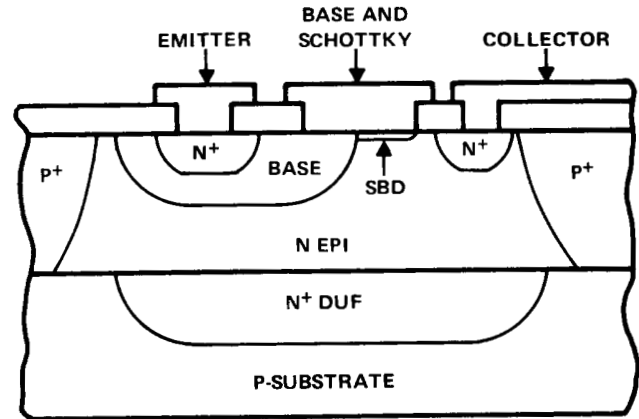 BASE AND
EMITTER SCHOTTKY COLLECTOR
P+ N+ BASE N+ P+
SBD
N EPI
N+ DUF
P-SUBSTRATE